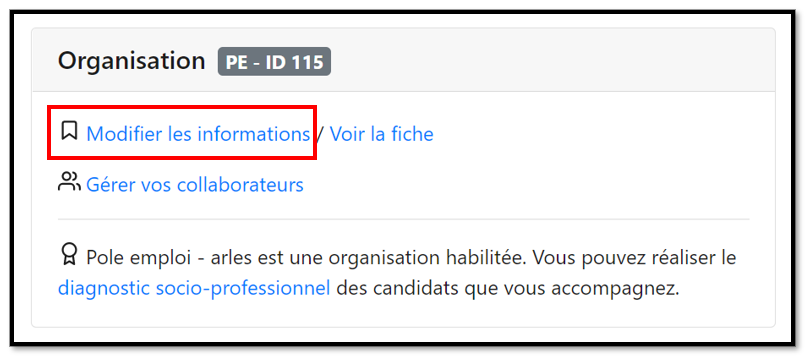 Organisation PE - ID 115
Modifier les informations / Voir la fiche
Gérer vos collaborateurs
Pole emploi - arles est une organisation habilitée. Vous pouvez réaliser le
diagnostic socio-professionnel des candidats que vous accompagnez.